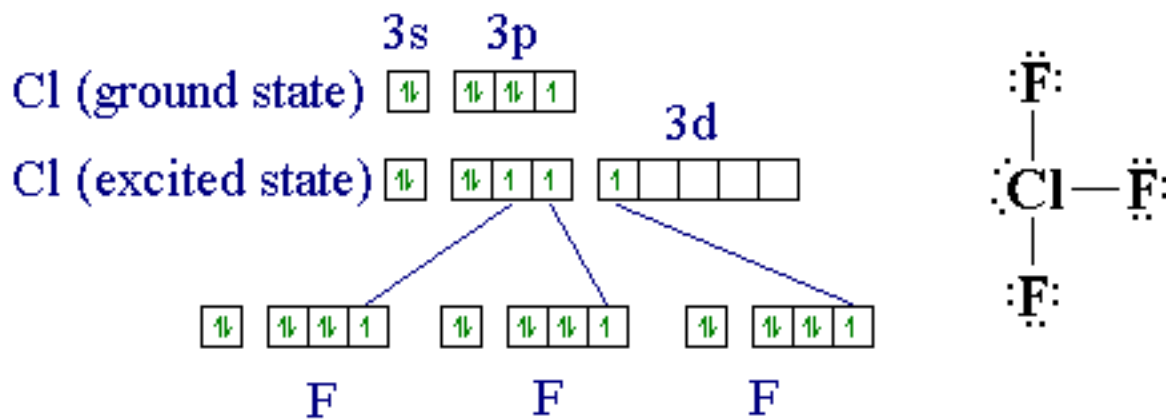 3s 3p
Cl (ground state)
3d
Cl (excited state)
F F F
F
Cl F
F